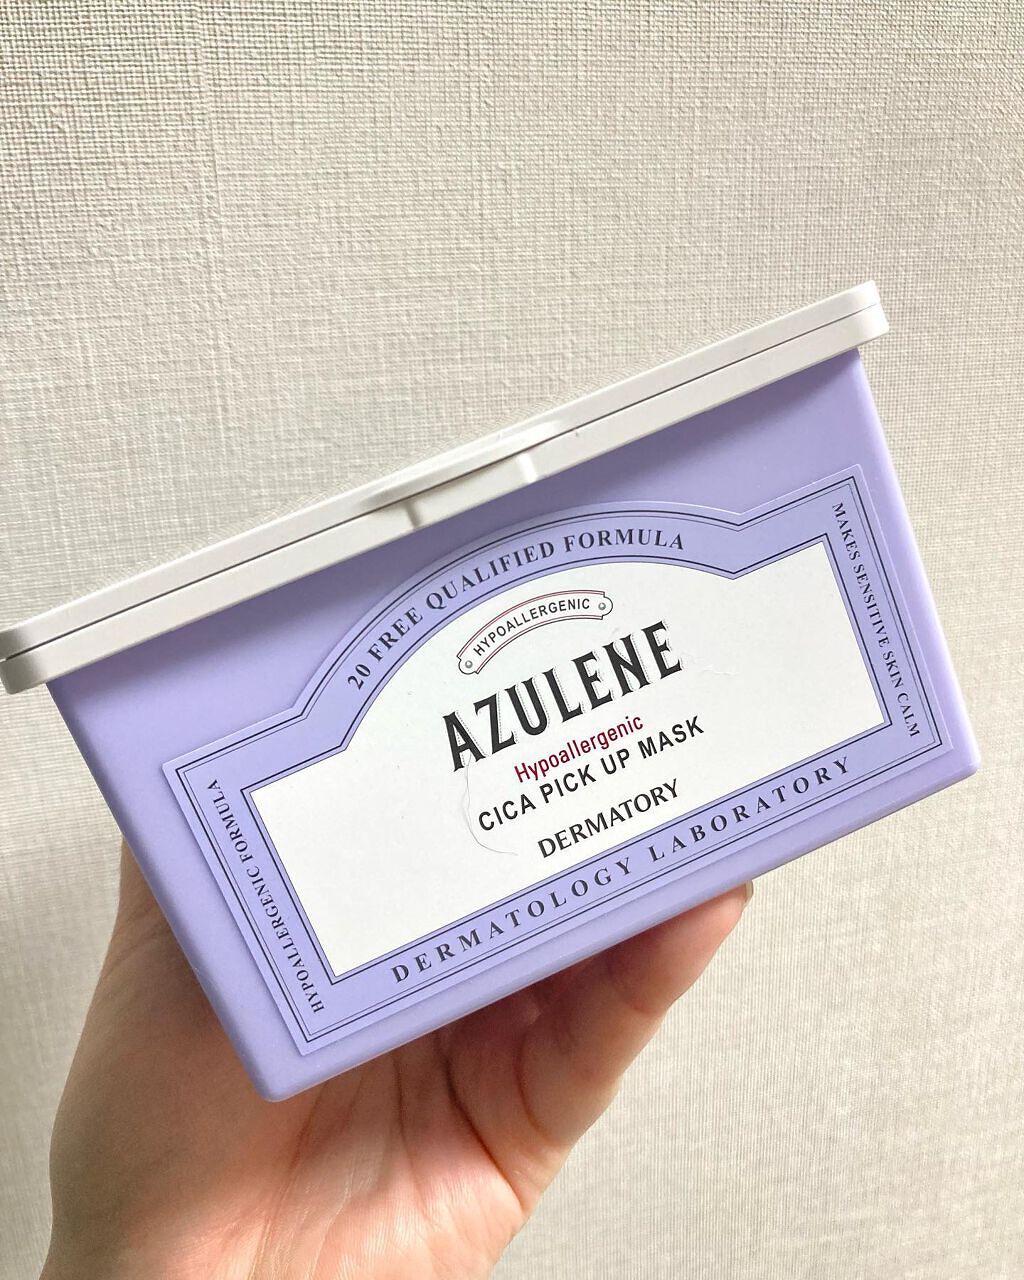 20 FREE QUALIFIED FORMULA
HYPOALLERGENIC
AZULENE
Hypoallergenic
CICA PICK UP MASK
DERMATORY
DERMATOLOGY LABORATORY
HYPOALLERGENIC FORMULA
MAKES SENSITIVE SKIN CALM